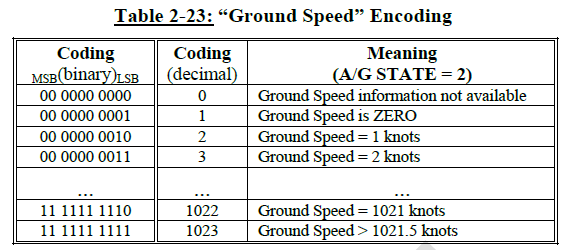 Table 2-23: “Ground Speed” Encoding
Coding Coding Meaning
MSB(binary)LSB (decimal) (A/G STATE = 2)
00 0000 0000 0 Ground Speed information not available
00 0000 0001 1 Ground Speed is ZERO
00 0000 0010 2 Ground Speed = 1 knots
00 0000 0011 3 Ground Speed = 2 knots
… … …
11 1111 1110 1022 Ground Speed = 1021 knots
11 1111 1111 1023 Ground Speed > 1021.5 knots